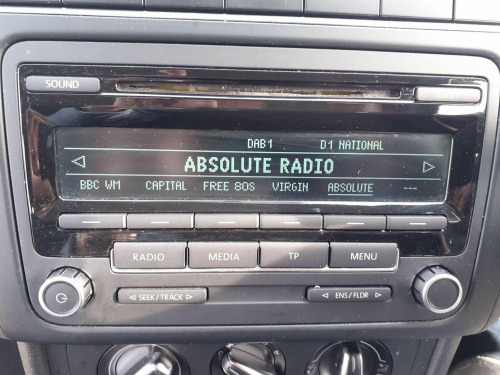 SOUND
DAB1 D1 NATIONAL
ABSOLUTE RADIO
BBC WM CAPITAL FREE 80S VIRGIN ABSOLUTE ---
RADIO MEDIA TP MENU
SEEK/TRACK ENS/FLDR